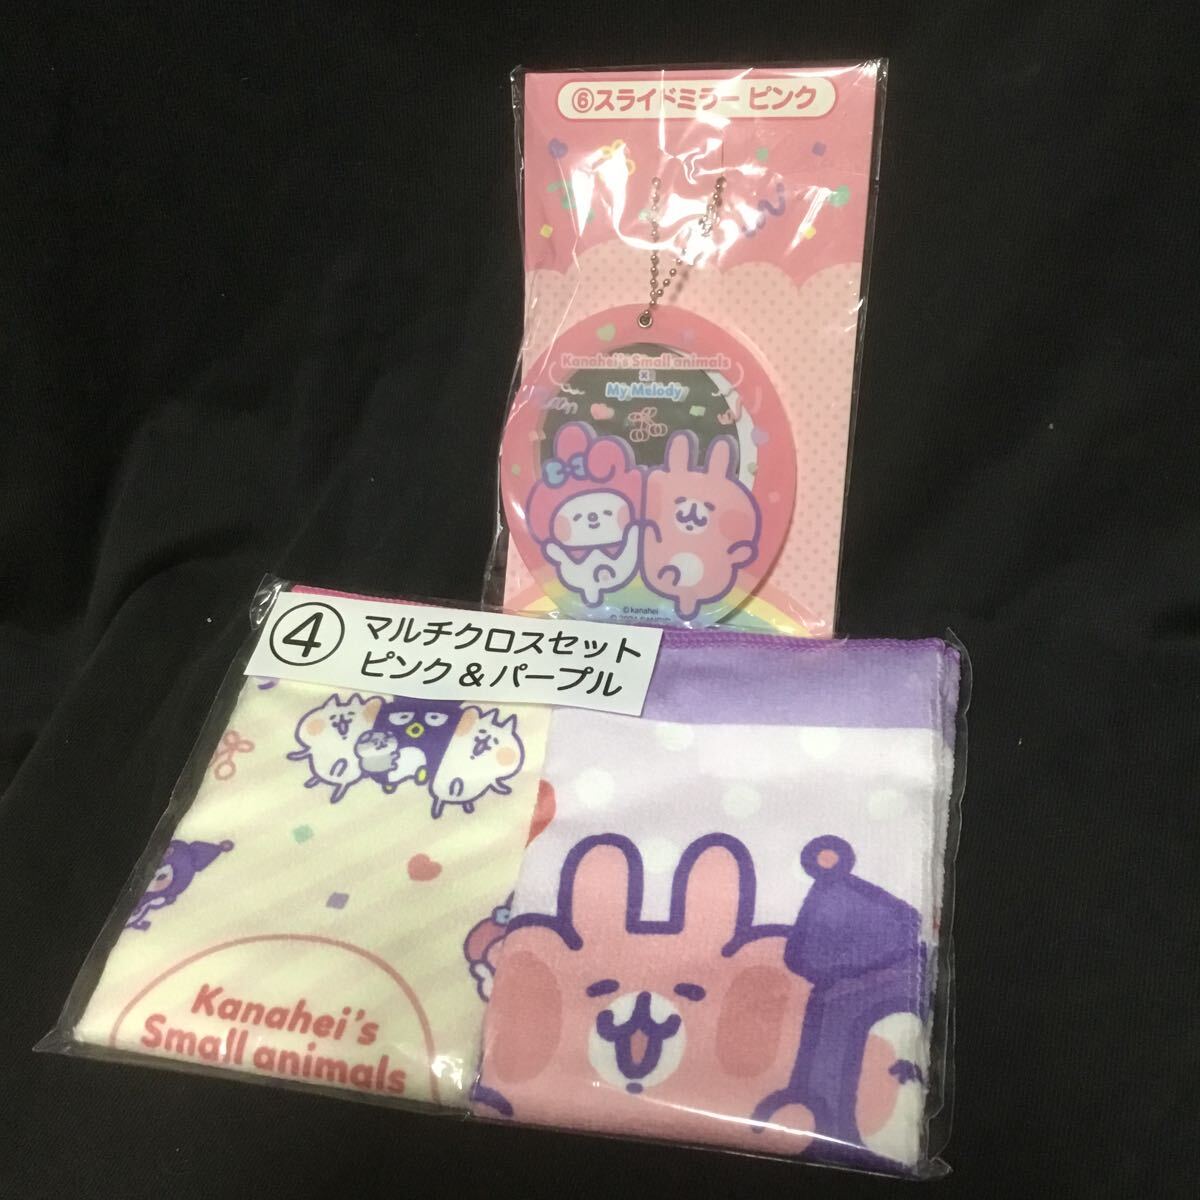 ⑥スライドミラー ピンク
Kanahei's Small animals
×
My Melody
© kanahei
④
マルチクロスセット
ピンク&パープル
Kanahei's
Small animals